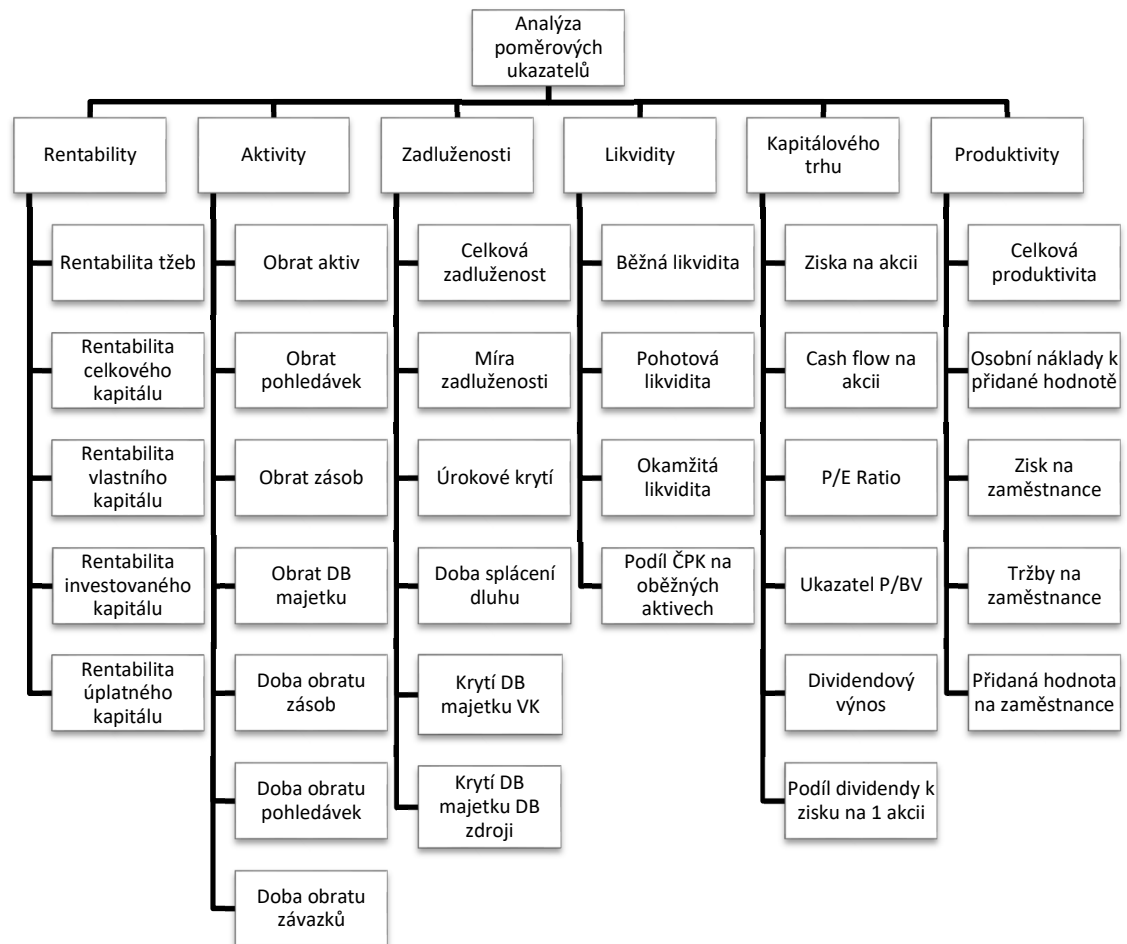 Analýza
poměrových
ukazatelů
Rentability
Aktivity
Zadluženosti
Likvidity
Kapitálového
trhu
Produktivity
Rentabilita tžeb
Rentabilita
celkového
kapitálu
Rentabilita
vlastního
kapitálu
Rentabilita
investovaného
kapitálu
Rentabilita
úplatného
kapitálu
Obrat aktiv
Obrat
pohledávek
Obrat zásob
Obrat DB
majetku
Doba obratu
zásob
Doba obratu
pohledávek
Doba obratu
závazků
Celková
zadluženost
Míra
zadluženosti
Úrokové krytí
Doba splácení
dluhu
Krytí DB
majetku VK
Krytí DB
majetku DB
zdroji
Běžná likvidita
Pohotová
likvidita
Okamžitá
likvidita
Podíl ČPK na
oběžných
aktivech
Ziska na akcii
Cash flow na
akcii
P/E Ratio
Ukazatel P/BV
Dividendový
výnos
Podíl dividendy k
zisku na 1 akcii
Celková
produktivita
Osobní náklady k
přidané hodnotě
Zisk na
zaměstnance
Tržby na
zaměstnance
Přidaná hodnota
na zaměstnance